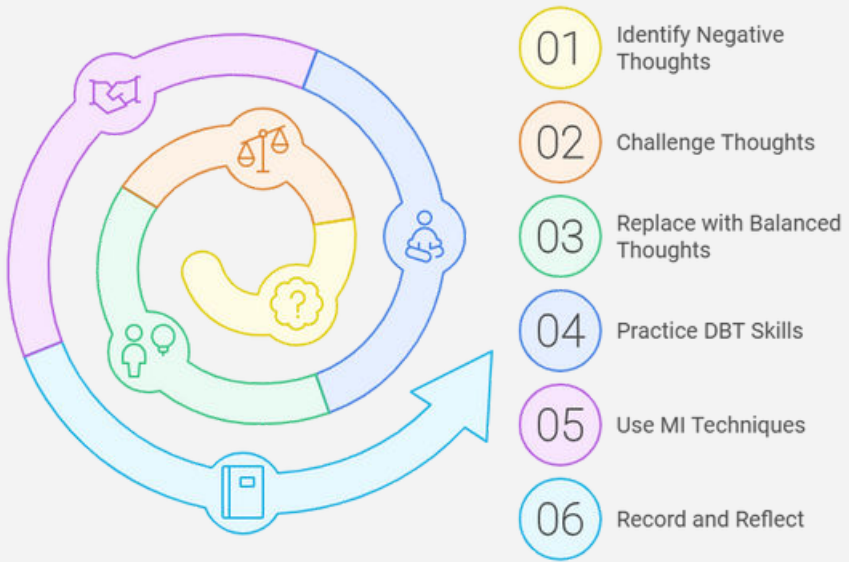 01
Identify Negative
Thoughts
02
Challenge Thoughts
03
Replace with Balanced
Thoughts
04
Practice DBT Skills
05
Use MI Techniques
06
Record and Reflect
?